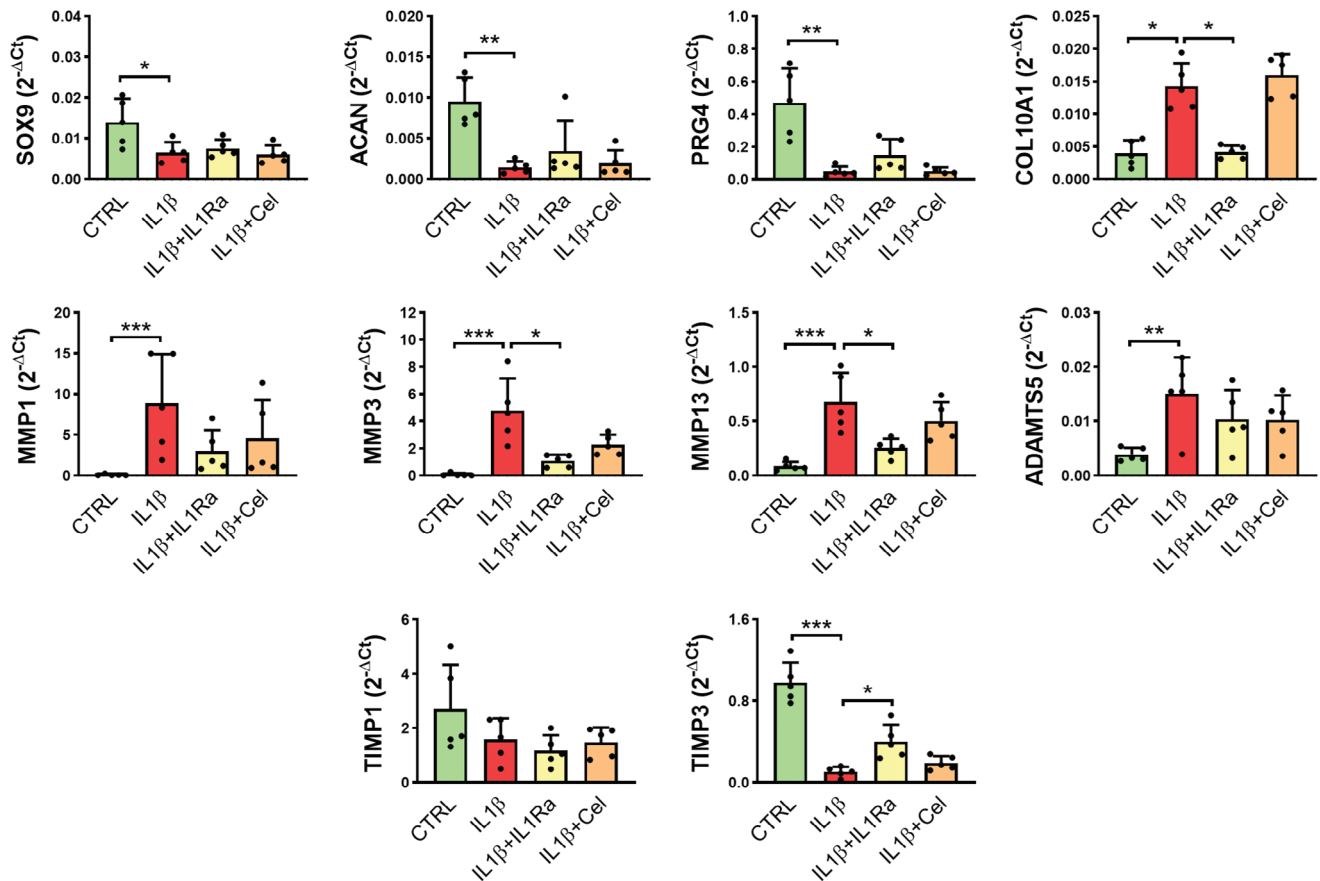 SOX9 (2^-ΔCt)
0.04
0.03
0.02
0.01
0.00
*
CTRL
IL1β
IL1β+IL1Ra
IL1β+Cel
ACAN (2^-ΔCt)
0.020
0.015
0.010
0.005
0.000
**
CTRL
IL1β
IL1β+IL1Ra
IL1β+Cel
PRG4 (2^-ΔCt)
0.8
0.6
0.4
0.2
0.0
**
CTRL
IL1β
IL1β+IL1Ra
IL1β+Cel
COL10A1 (2^-ΔCt)
0.025
0.020
0.015
0.010
0.005
0.000
* *
CTRL
IL1β
IL1β+IL1Ra
IL1β+Cel
MMP1 (2^-ΔCt)
20
15
10
5
0
***
CTRL
IL1β
IL1β+IL1Ra
IL1β+Cel
MMP3 (2^-ΔCt)
12
10
8
6
4
2
0
*** *
CTRL
IL1β
IL1β+IL1Ra
IL1β+Cel
MMP13 (2^-ΔCt)
1.5
1.0
0.5
0.0
*** *
CTRL
IL1β
IL1β+IL1Ra
IL1β+Cel
ADAMTS5 (2^-ΔCt)
0.03
0.02
0.01
0.00
**
CTRL
IL1β
IL1β+IL1Ra
IL1β+Cel
TIMP1 (2^-ΔCt)
6
4
2
0
CTRL
IL1β
IL1β+IL1Ra
IL1β+Cel
TIMP3 (2^-ΔCt)
1.6
1.2
0.8
0.4
0.0
***
*
CTRL
IL1β
IL1β+IL1Ra
IL1β+Cel